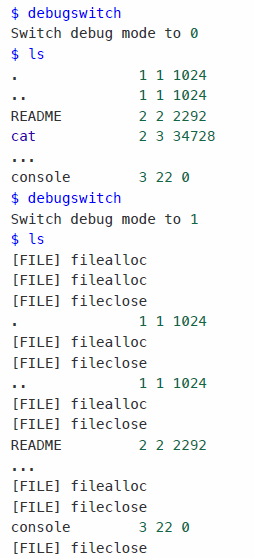 $ debugswitch
Switch debug mode to 0
$ ls
.              1 1 1024
..             1 1 1024
README         2 2 2292
cat            2 3 34728
...
console        3 22 0
$ debugswitch
Switch debug mode to 1
$ ls
[FILE] filealloc
[FILE] filealloc
[FILE] fileclose
.              1 1 1024
[FILE] filealloc
[FILE] fileclose
..             1 1 1024
[FILE] filealloc
[FILE] fileclose
README         2 2 2292
...
[FILE] filealloc
[FILE] fileclose
console        3 22 0
[FILE] fileclose